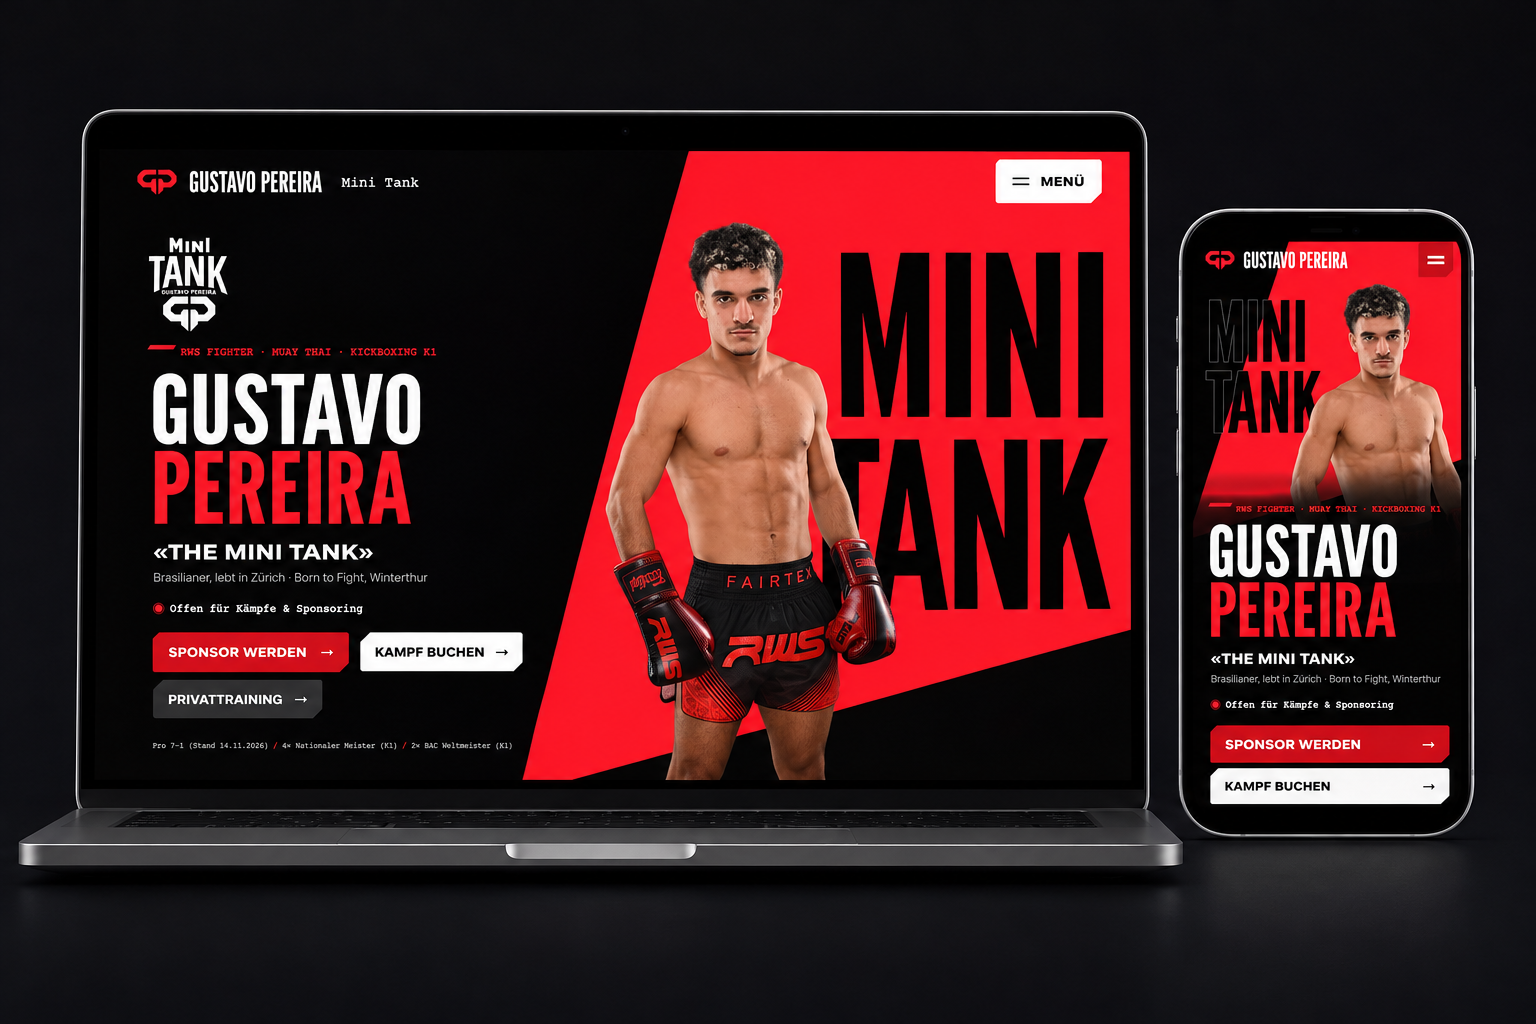 GUSTAVO PEREIRA Mini Tank
MENÜ
MINI
TANK
GUSTAVO PEREIRA
RWS FIGHTER · MUAY THAI · KICKBOXING K1
GUSTAVO
PEREIRA
«THE MINI TANK»
Brasilianer, lebt in Zürich · Born to Fight, Winterthur
Offen für Kämpfe & Sponsoring
SPONSOR WERDEN →
KAMPF BUCHEN →
PRIVATTRAINING →
Pro 7–1 (Stand 14.11.2026) / 4× Nationaler Meister (K1) / 2× BAC Weltmeister (K1)
MINI
TANK
FAIRTEX
RWS
RWS
GUSTAVO PEREIRA
MINI
TANK
RWS FIGHTER · MUAY THAI · KICKBOXING K1
GUSTAVO
PEREIRA
«THE MINI TANK»
Brasilianer, lebt in Zürich · Born to Fight, Winterthur
Offen für Kämpfe & Sponsoring
SPONSOR WERDEN →
KAMPF BUCHEN →